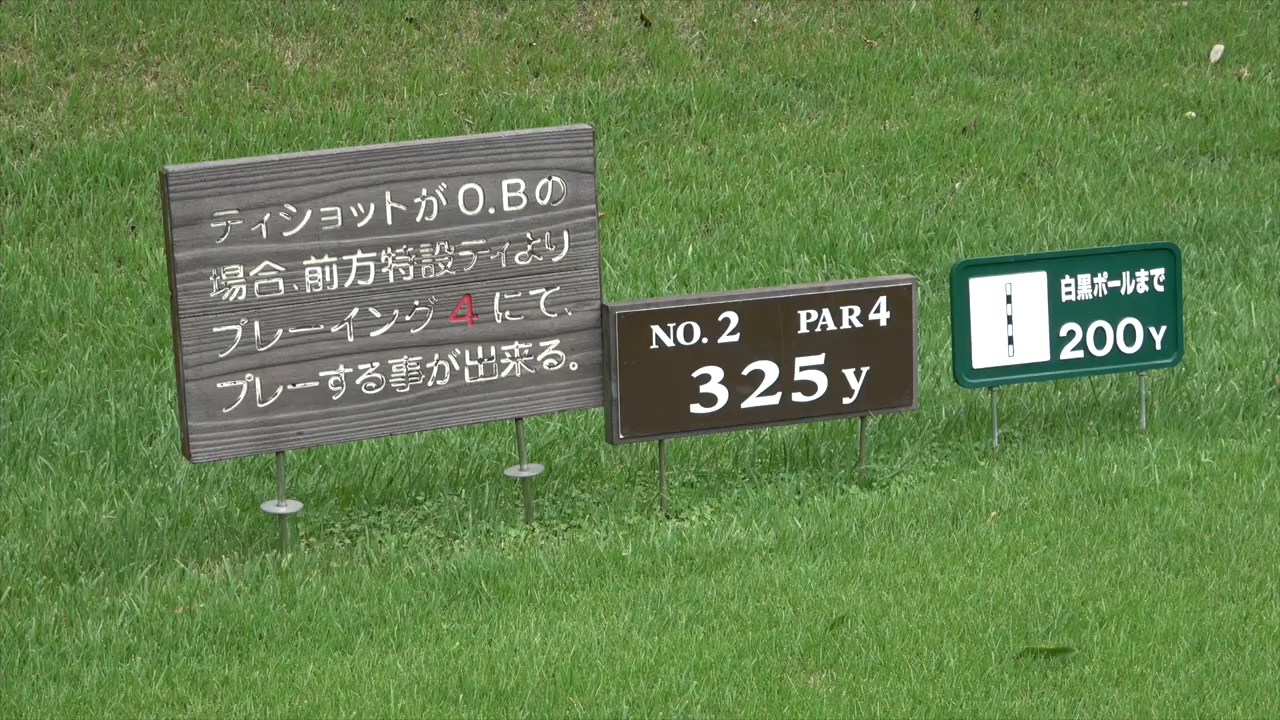 ティショットがO.Bの
場合、前方特設ティより
プレーイング4にて、
プレーする事が出来る。
NO. 2 PAR 4
325y
白黒ポールまで
200Y